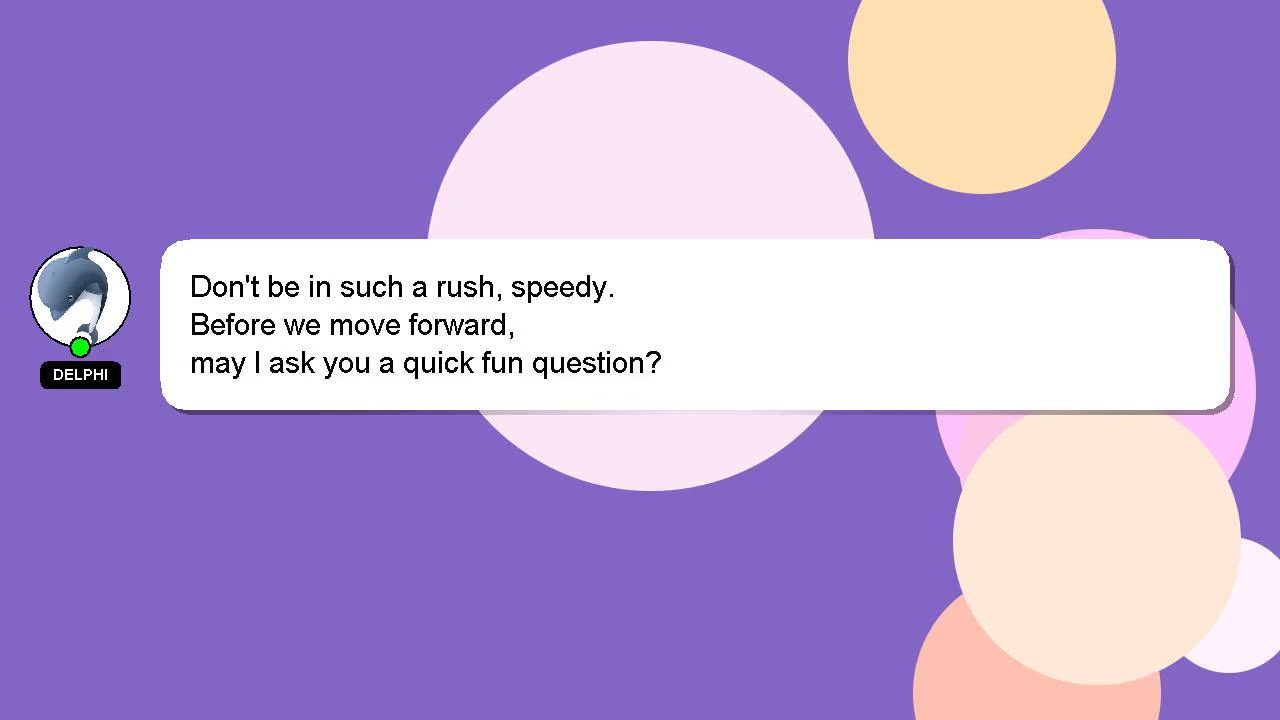 Don't be in such a rush, speedy.
Before we move forward,
may I ask you a quick fun question?
DELPHI